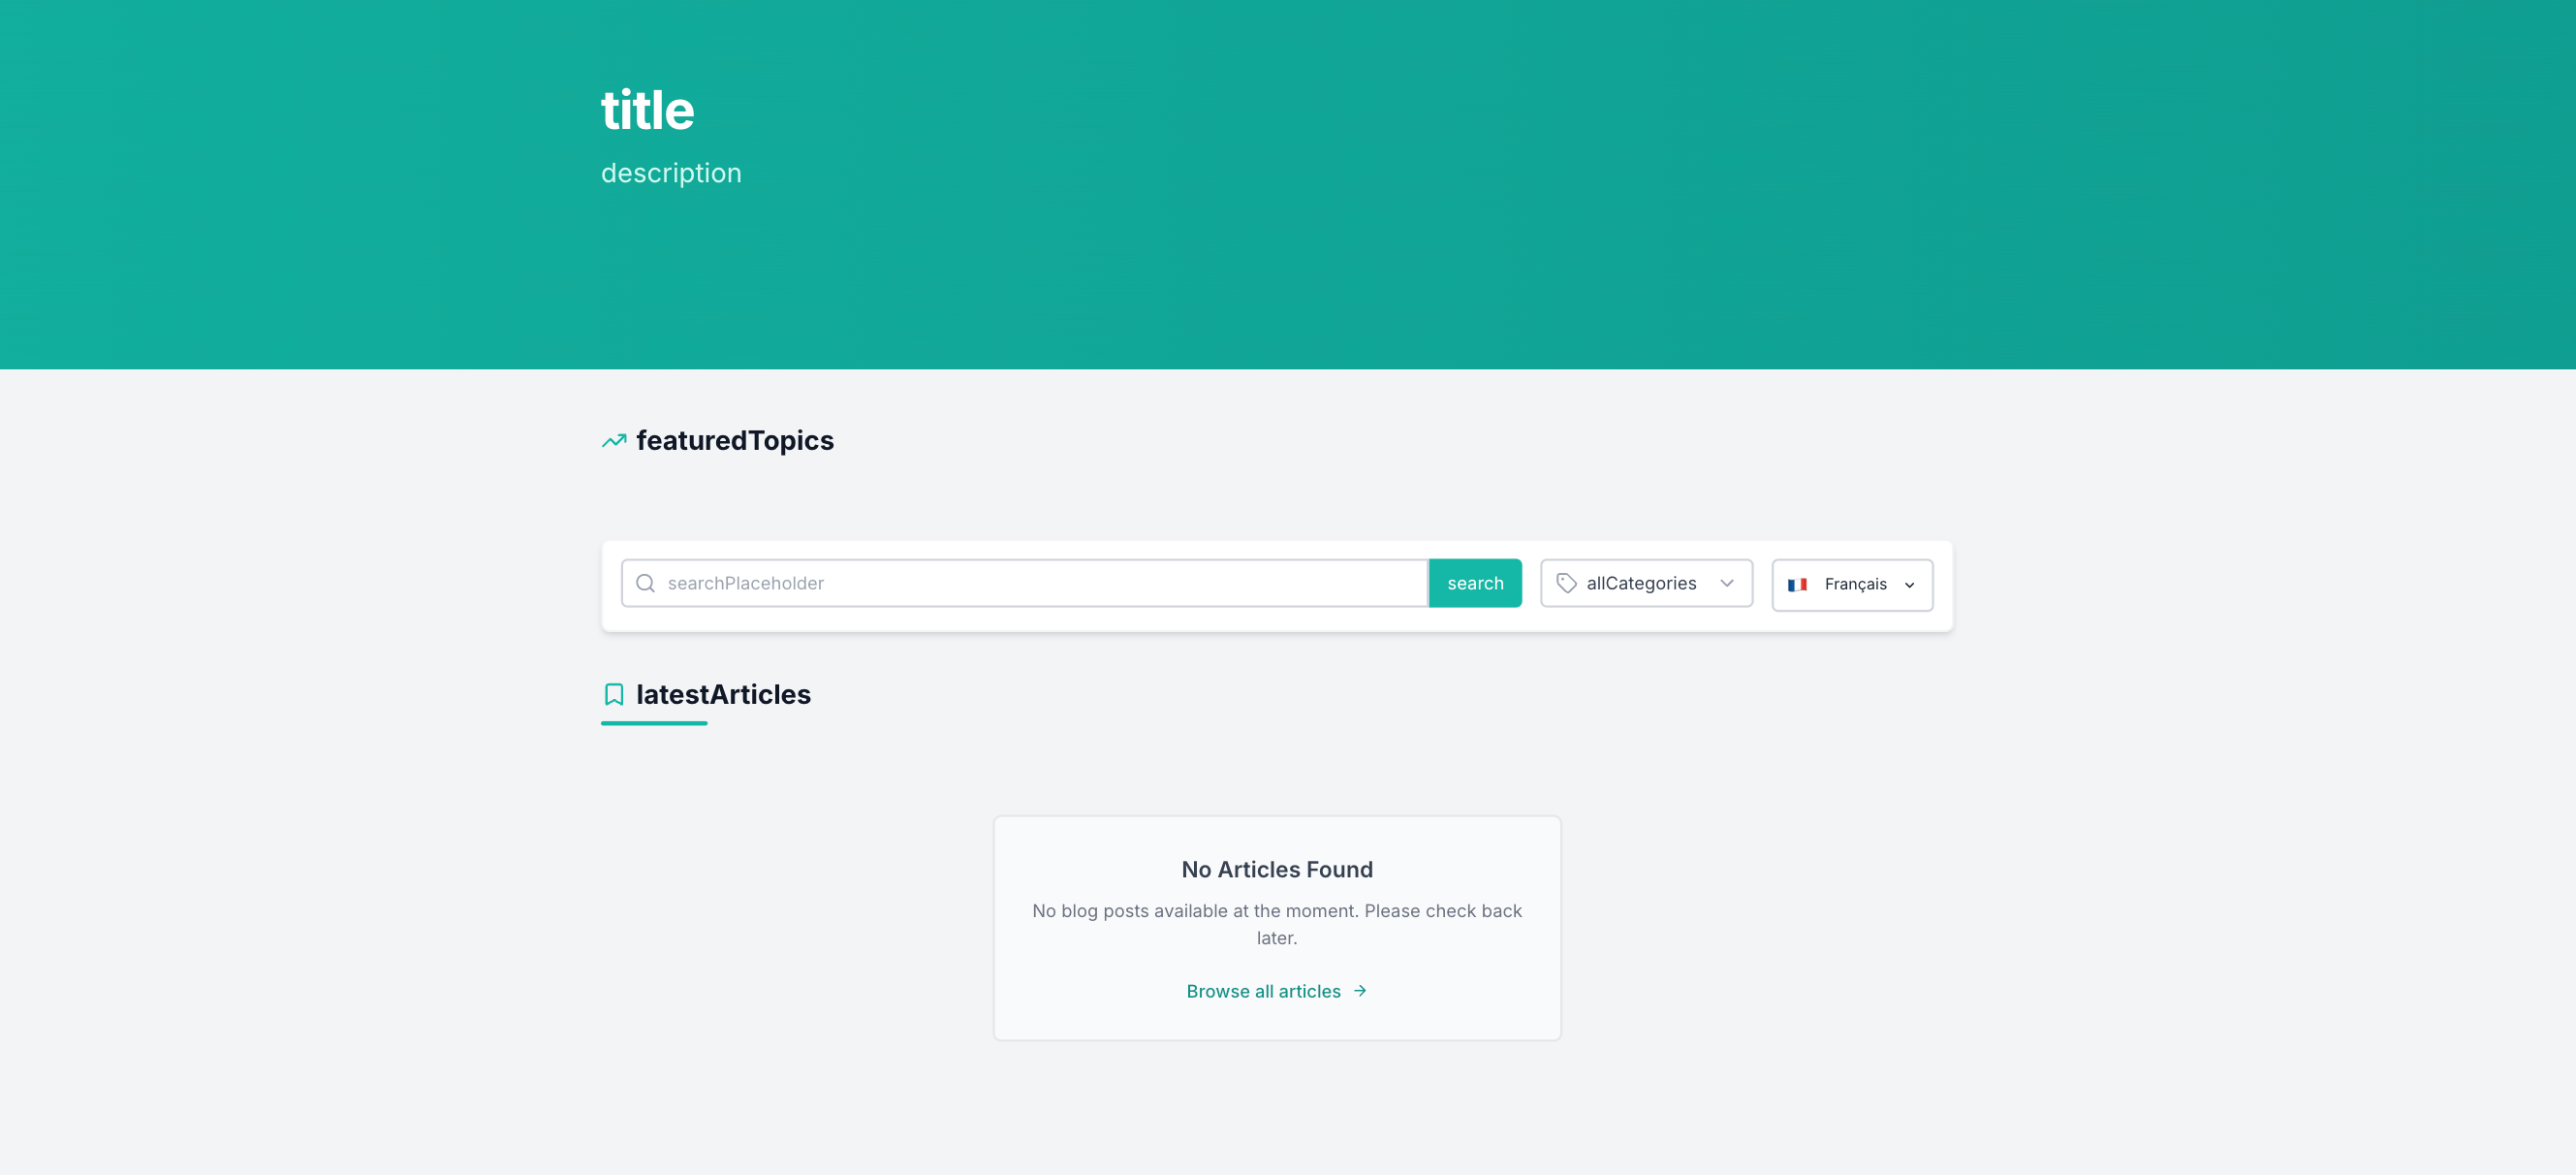 title
description
featuredTopics
searchPlaceholder
search
allCategories
Français
latestArticles
No Articles Found
No blog posts available at the moment. Please check back
later.
Browse all articles